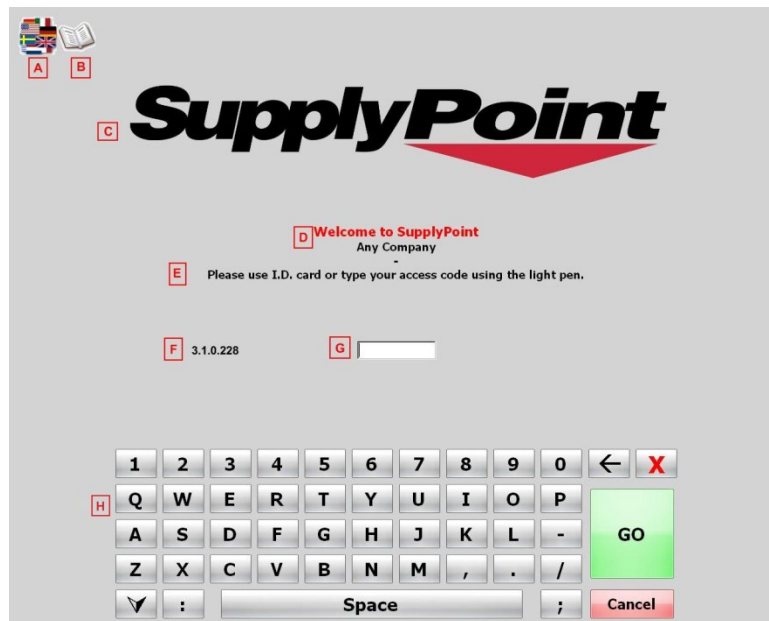 A B
C SupplyPoint
D Welcome to SupplyPoint
Any Company
-
E Please use I.D. card or type your access code using the light pen.
F 3.1.0.228 G
1 2 3 4 5 6 7 8 9 0 ← X
H Q W E R T Y U I O P
A S D F G H J K L - GO
Z X C V B N M , . /
: Space ; Cancel